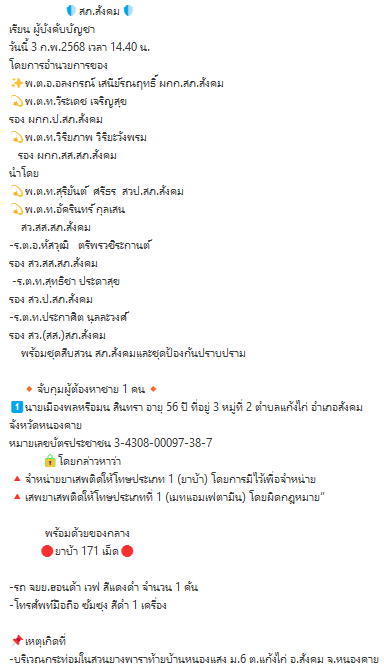 🛡️ สภ.สังคม 🛡️
เรียน ผู้บังคับบัญชา
วันนี้ 3 ก.พ.2568 เวลา 14.40 น.
โดยการอำนวยการของ
✨พ.ต.อ.อลงกรณ์ เสนีย์รณฤทธิ์ ผกก.สภ.สังคม
💫พ.ต.ท.วีระเดช เจริญสุข
รอง ผกก.ป.สภ.สังคม
💫พ.ต.ท.วิริยภาพ วิริยะวังพรม
รอง ผกก.สส.สภ.สังคม
นำโดย
💫พ.ต.ท.สุริยันต์ ศรีธร สวป.สภ.สังคม
💫พ.ต.ท.อัครินทร์ กุลเสน
สว.สส.สภ.สังคม
-ร.ต.อ.หัสวุฒิ ตรีพรวชิระกานต์
รอง สว.สส.สภ.สังคม
-ร.ต.ท.สุทธิชา ประดาสุข
รอง สว.ป.สภ.สังคม
-ร.ต.ท.ประกาศิต นุลละวงศ์
รอง สว.(สส.)สภ.สังคม
พร้อมชุดสืบสวน สภ.สังคมและชุดป้องกันปราบปราม
🔸จับกุมผู้ต้องหาชาย 1 คน 🔸
1️⃣นายเมืองพลหรือมน สินทรา อายุ 56 ปี ที่อยู่ 3 หมู่ที่ 2 ตำบลแก้งไก่ อำเภอสังคม
จังหวัดหนองคาย
หมายเลขบัตรประชาชน 3-4308-00097-38-7
🔒โดยกล่าวหาว่า
🔺จำหน่ายยาเสพติดให้โทษประเภท 1 (ยาบ้า) โดยการมีไว้เพื่อจำหน่าย
🔺เสพยาเสพติดให้โทษประเภทที่ 1 (เมทแอมเฟตามีน) โดยผิดกฎหมาย"
พร้อมด้วยของกลาง
🔴ยาบ้า 171 เม็ด🔴
-รถ จยย.ฮอนด้า เวฟ สีแดงดำ จำนวน 1 คัน
-โทรศัพท์มือถือ ซัมซุง สีดำ 1 เครื่อง
📌เหตุเกิดที่
-บริเวณกระท่อมในสวนยางพาราท้ายบ้านหนองแสง ม.6 ต.แก้งไก่ อ.สังคม จ.หนองคาย